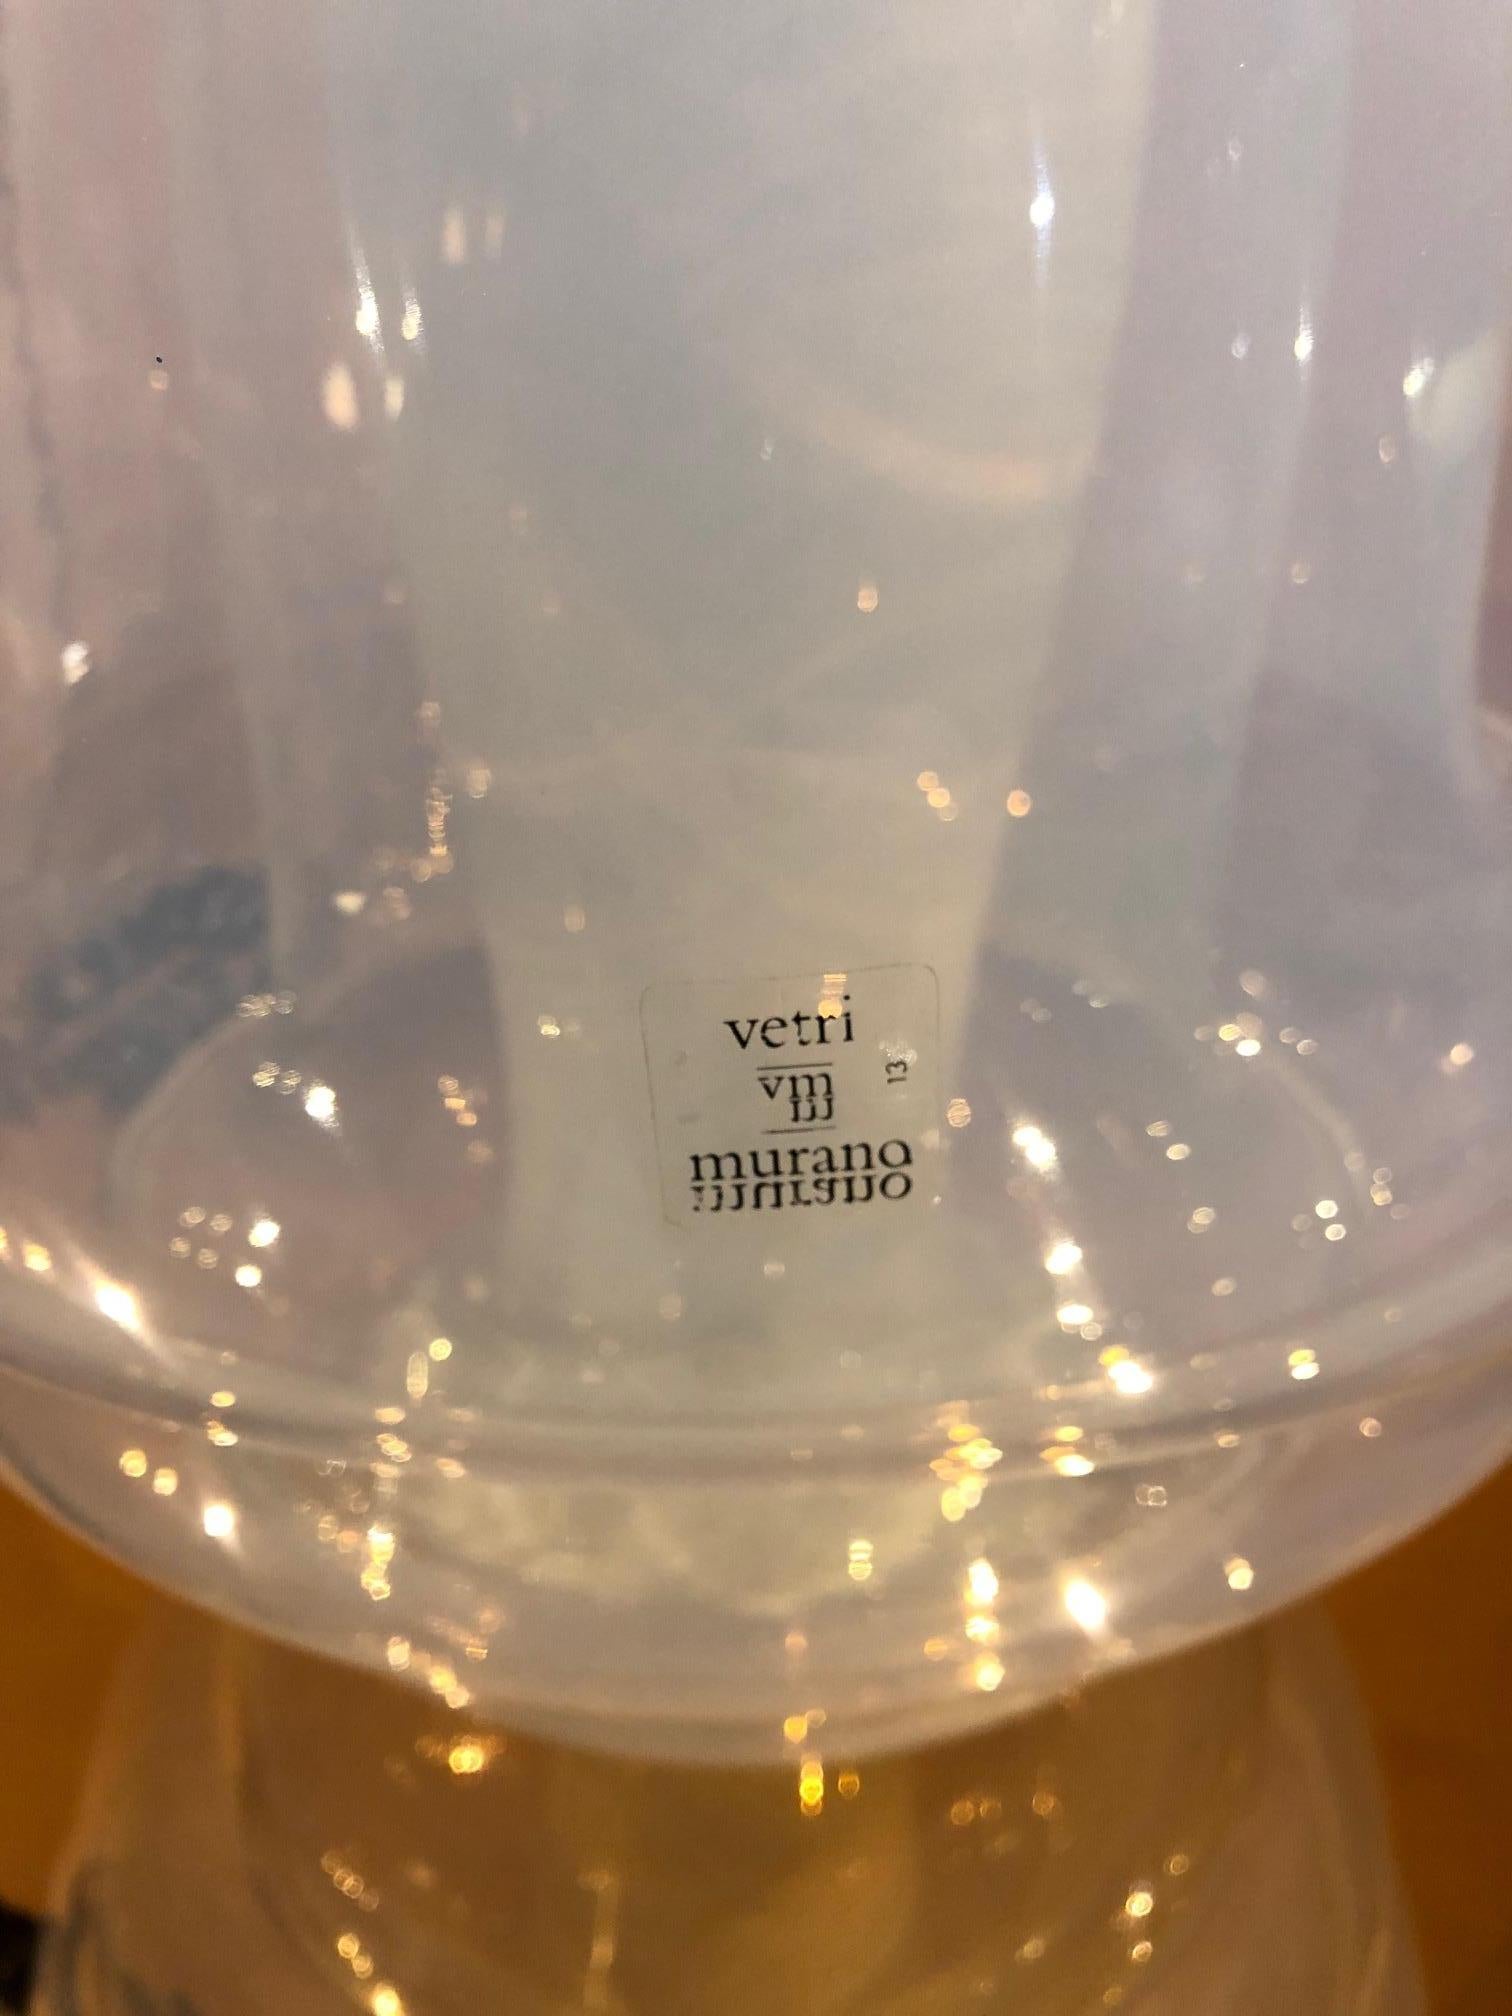 vetri
vm
13
murano